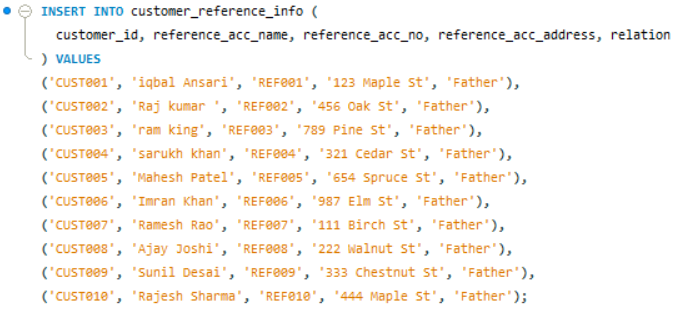 INSERT INTO customer_reference_info (
customer_id, reference_acc_name, reference_acc_no, reference_acc_address, relation
) VALUES
('CUST001', 'iqbal Ansari', 'REF001', '123 Maple St', 'Father'),
('CUST002', 'Raj kumar ', 'REF002', '456 Oak St', 'Father'),
('CUST003', 'ram king', 'REF003', '789 Pine St', 'Father'),
('CUST004', 'sarukh khan', 'REF004', '321 Cedar St', 'Father'),
('CUST005', 'Mahesh Patel', 'REF005', '654 Spruce St', 'Father'),
('CUST006', 'Imran Khan', 'REF006', '987 Elm St', 'Father'),
('CUST007', 'Ramesh Rao', 'REF007', '111 Birch St', 'Father'),
('CUST008', 'Ajay Joshi', 'REF008', '222 Walnut St', 'Father'),
('CUST009', 'Sunil Desai', 'REF009', '333 Chestnut St', 'Father'),
('CUST010', 'Rajesh Sharma', 'REF010', '444 Maple St', 'Father');